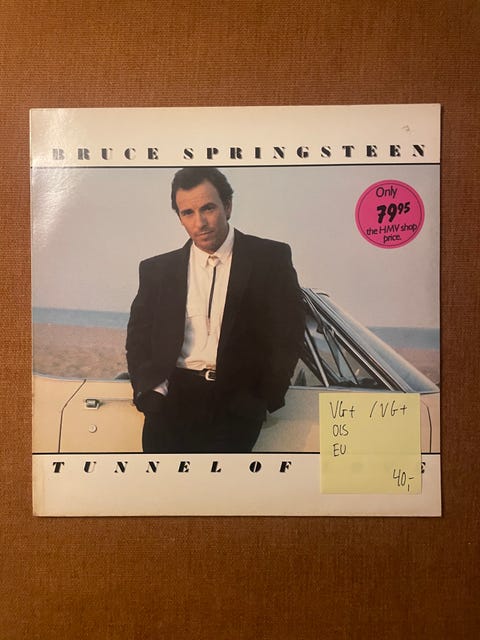 BRUCE SPRINGSTEEN
Only
79 95
the HMV shop
price.
VG+ / VG+
OIS
EU
40,-
TUNNEL OF